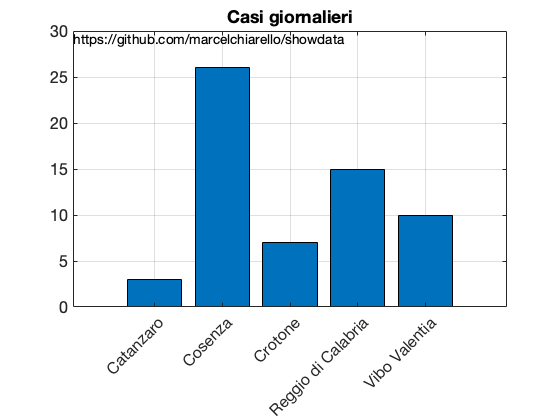 Casi giornalieri
https://github.com/marcelchiarello/showdata
30
25
20
15
10
5
0
Catanzaro
Cosenza
Crotone
Reggio di Calabria
Vibo Valentia